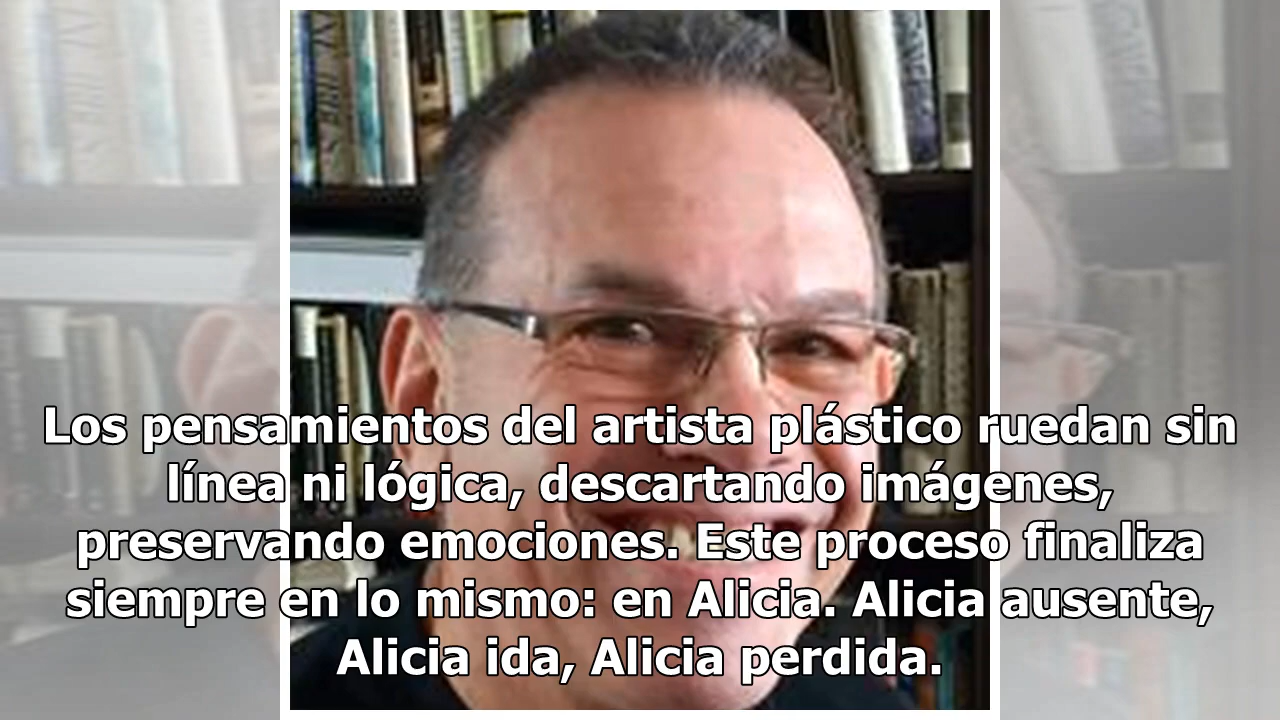 Los pensamientos del artista plástico ruedan sin
línea ni lógica, descartando imágenes,
preservando emociones. Este proceso finaliza
siempre en lo mismo: en Alicia. Alicia ausente,
Alicia ida, Alicia perdida.